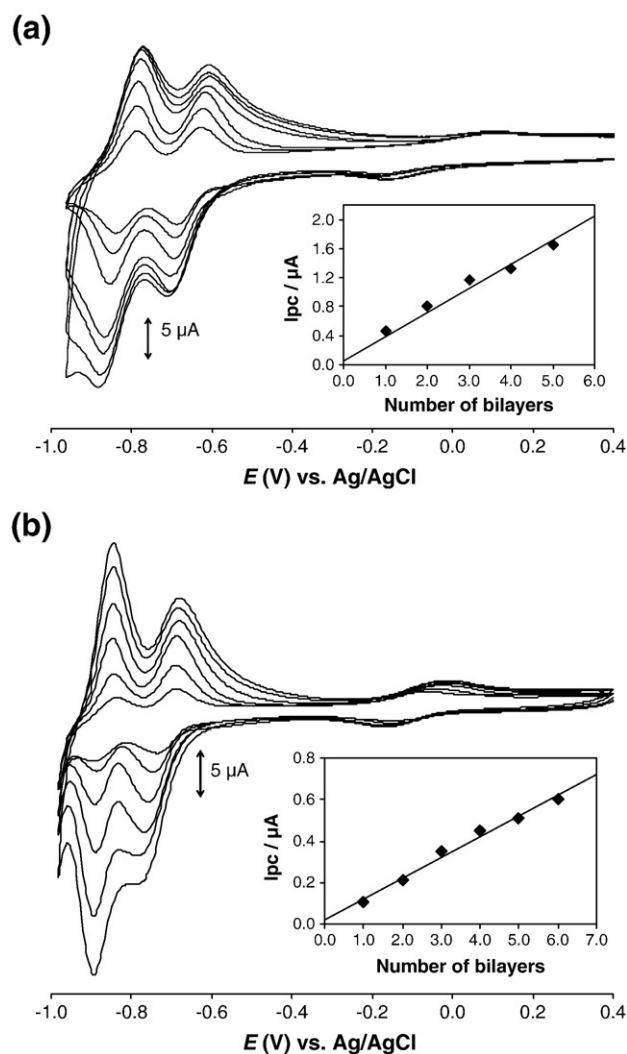 (a)
5 µA
Ipc / µA
2.0
1.6
1.2
0.8
0.4
0.0
0.0 1.0 2.0 3.0 4.0 5.0 6.0
Number of bilayers
-1.0 -0.8 -0.6 -0.4 -0.2 0.0 0.2 0.4
E (V) vs. Ag/AgCl
(b)
5 µA
Ipc / µA
0.8
0.6
0.4
0.2
0.0
0.0 1.0 2.0 3.0 4.0 5.0 6.0 7.0
Number of bilayers
-1.0 -0.8 -0.6 -0.4 -0.2 0.0 0.2 0.4
E (V) vs. Ag/AgCl